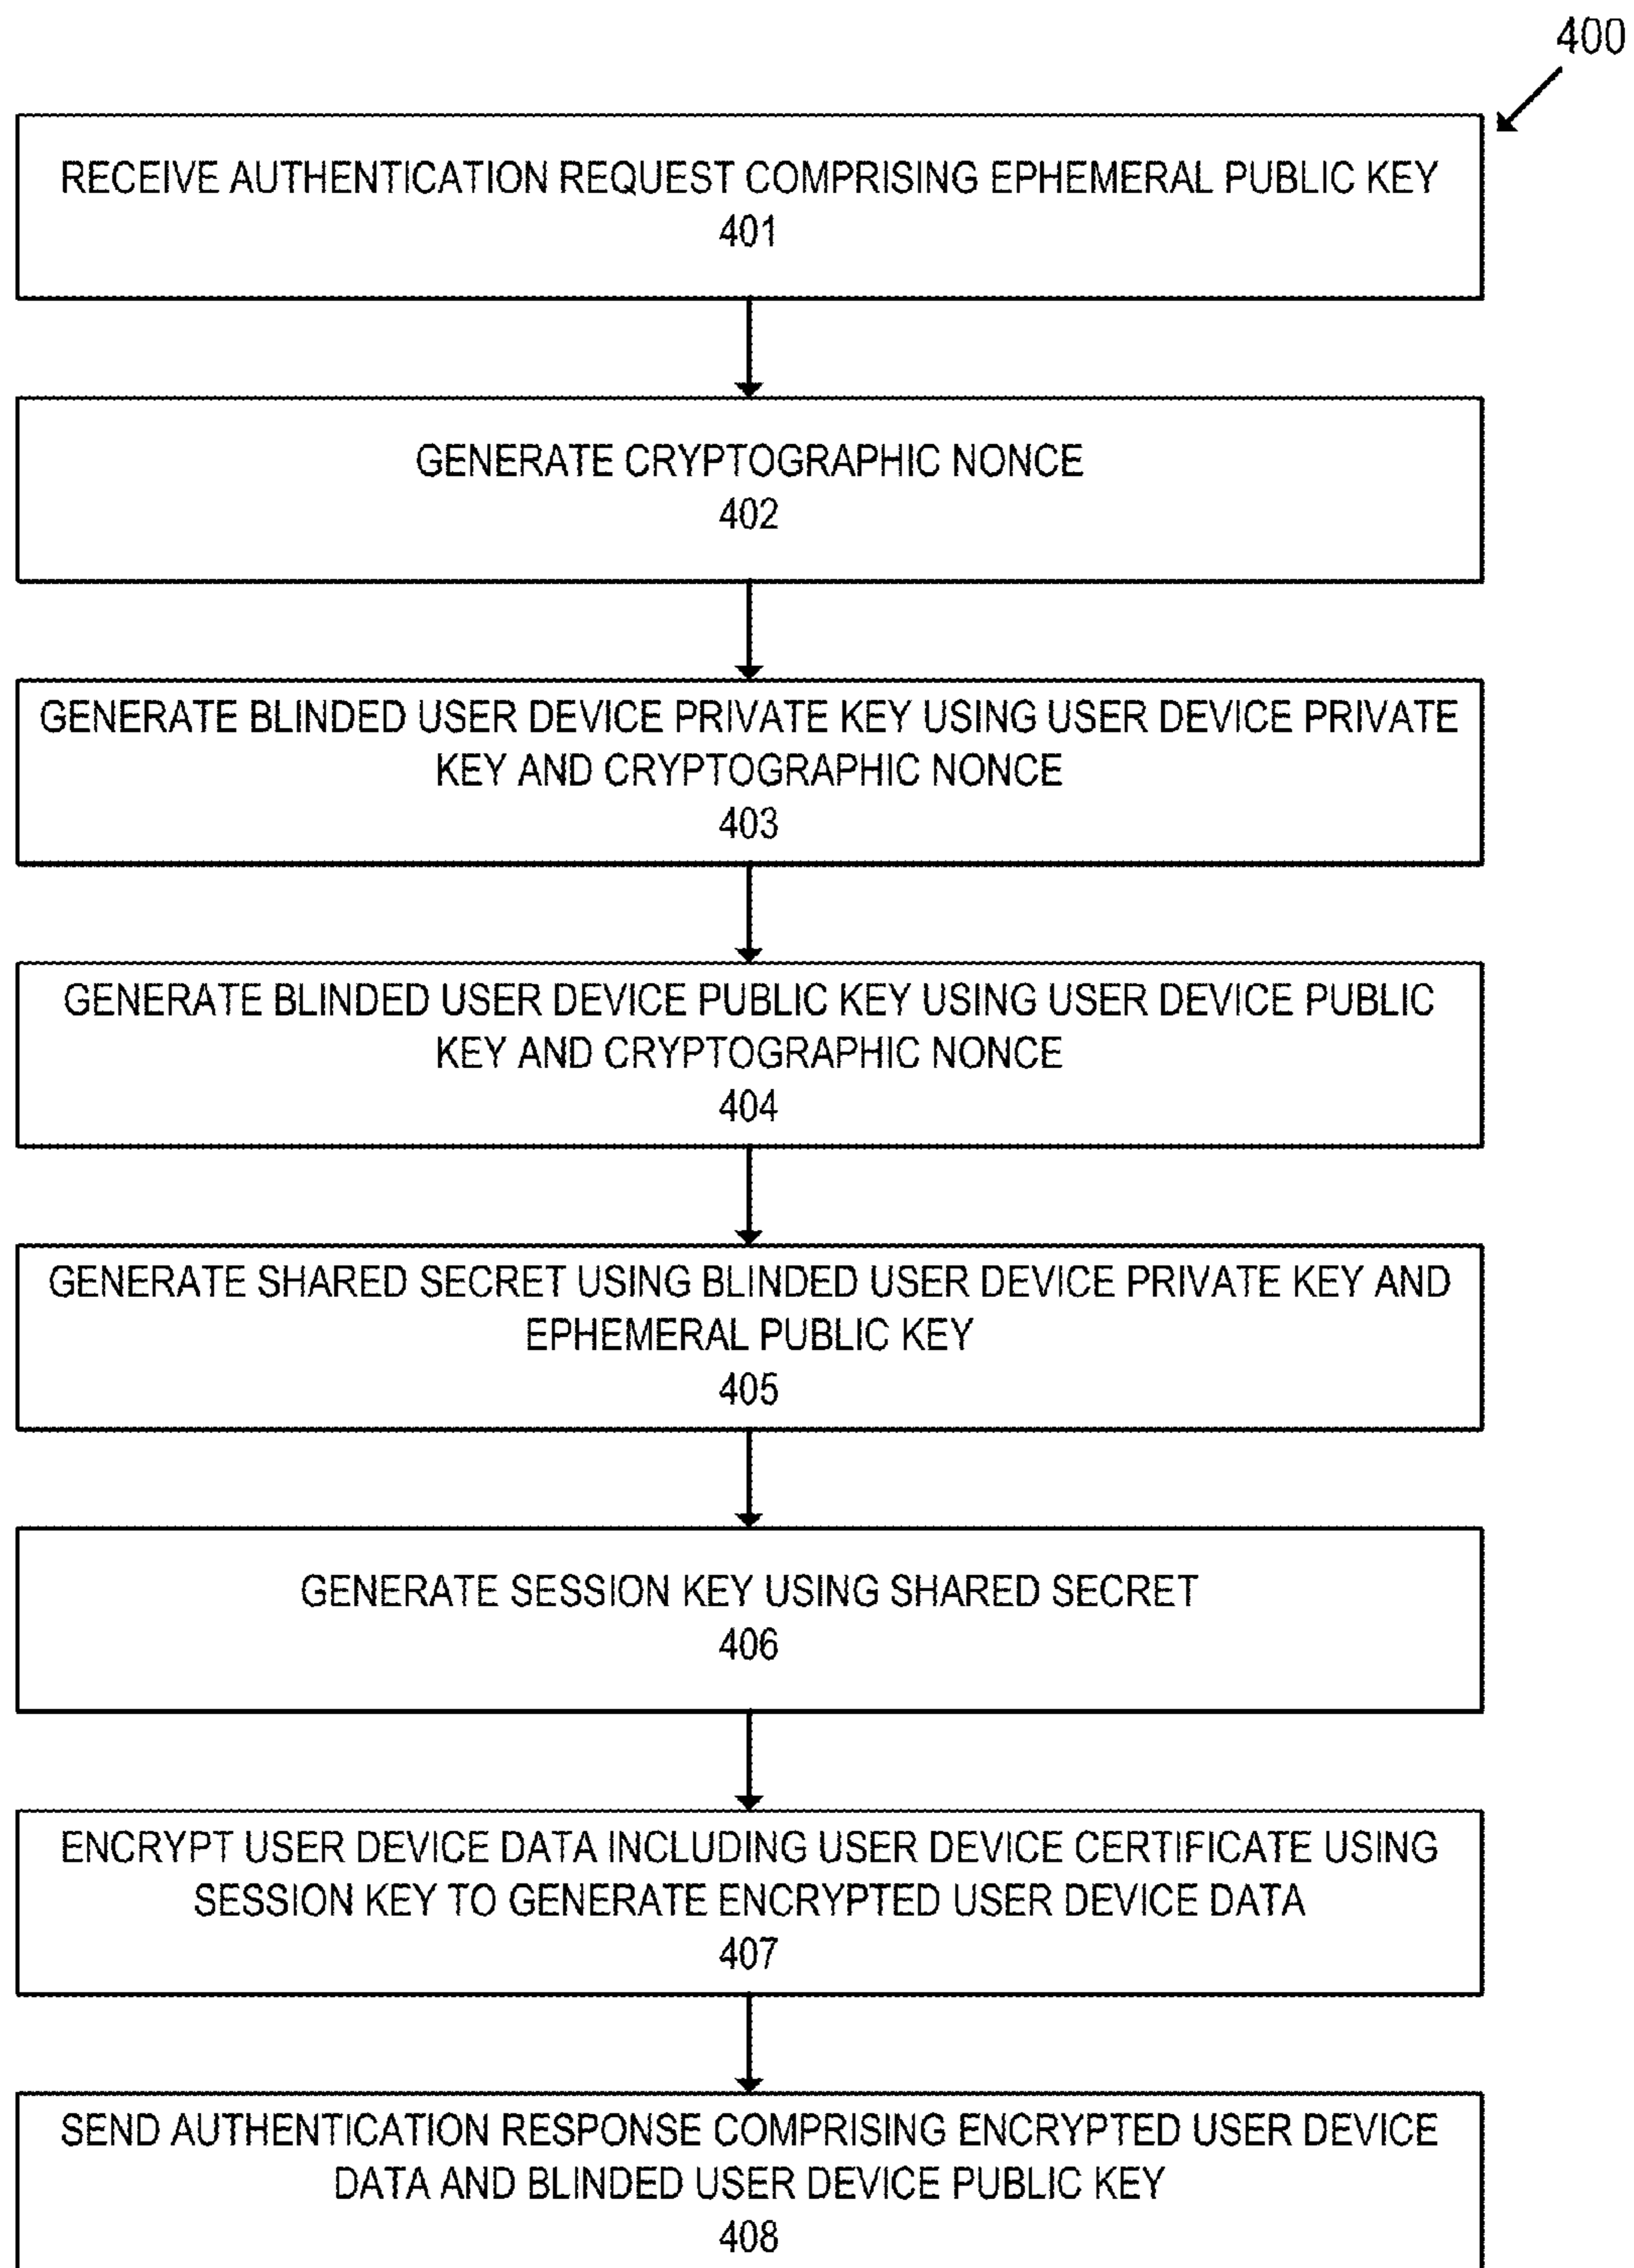 400
RECEIVE AUTHENTICATION REQUEST COMPRISING EPHEMERAL PUBLIC KEY
401
GENERATE CRYPTOGRAPHIC NONCE
402
GENERATE BLINDED USER DEVICE PRIVATE KEY USING USER DEVICE PRIVATE
KEY AND CRYPTOGRAPHIC NONCE
403
GENERATE BLINDED USER DEVICE PUBLIC KEY USING USER DEVICE PUBLIC
KEY AND CRYPTOGRAPHIC NONCE
404
GENERATE SHARED SECRET USING BLINDED USER DEVICE PRIVATE KEY AND
EPHEMERAL PUBLIC KEY
405
GENERATE SESSION KEY USING SHARED SECRET
406
ENCRYPT USER DEVICE DATA INCLUDING USER DEVICE CERTIFICATE USING
SESSION KEY TO GENERATE ENCRYPTED USER DEVICE DATA
407
SEND AUTHENTICATION RESPONSE COMPRISING ENCRYPTED USER DEVICE
DATA AND BLINDED USER DEVICE PUBLIC KEY
408